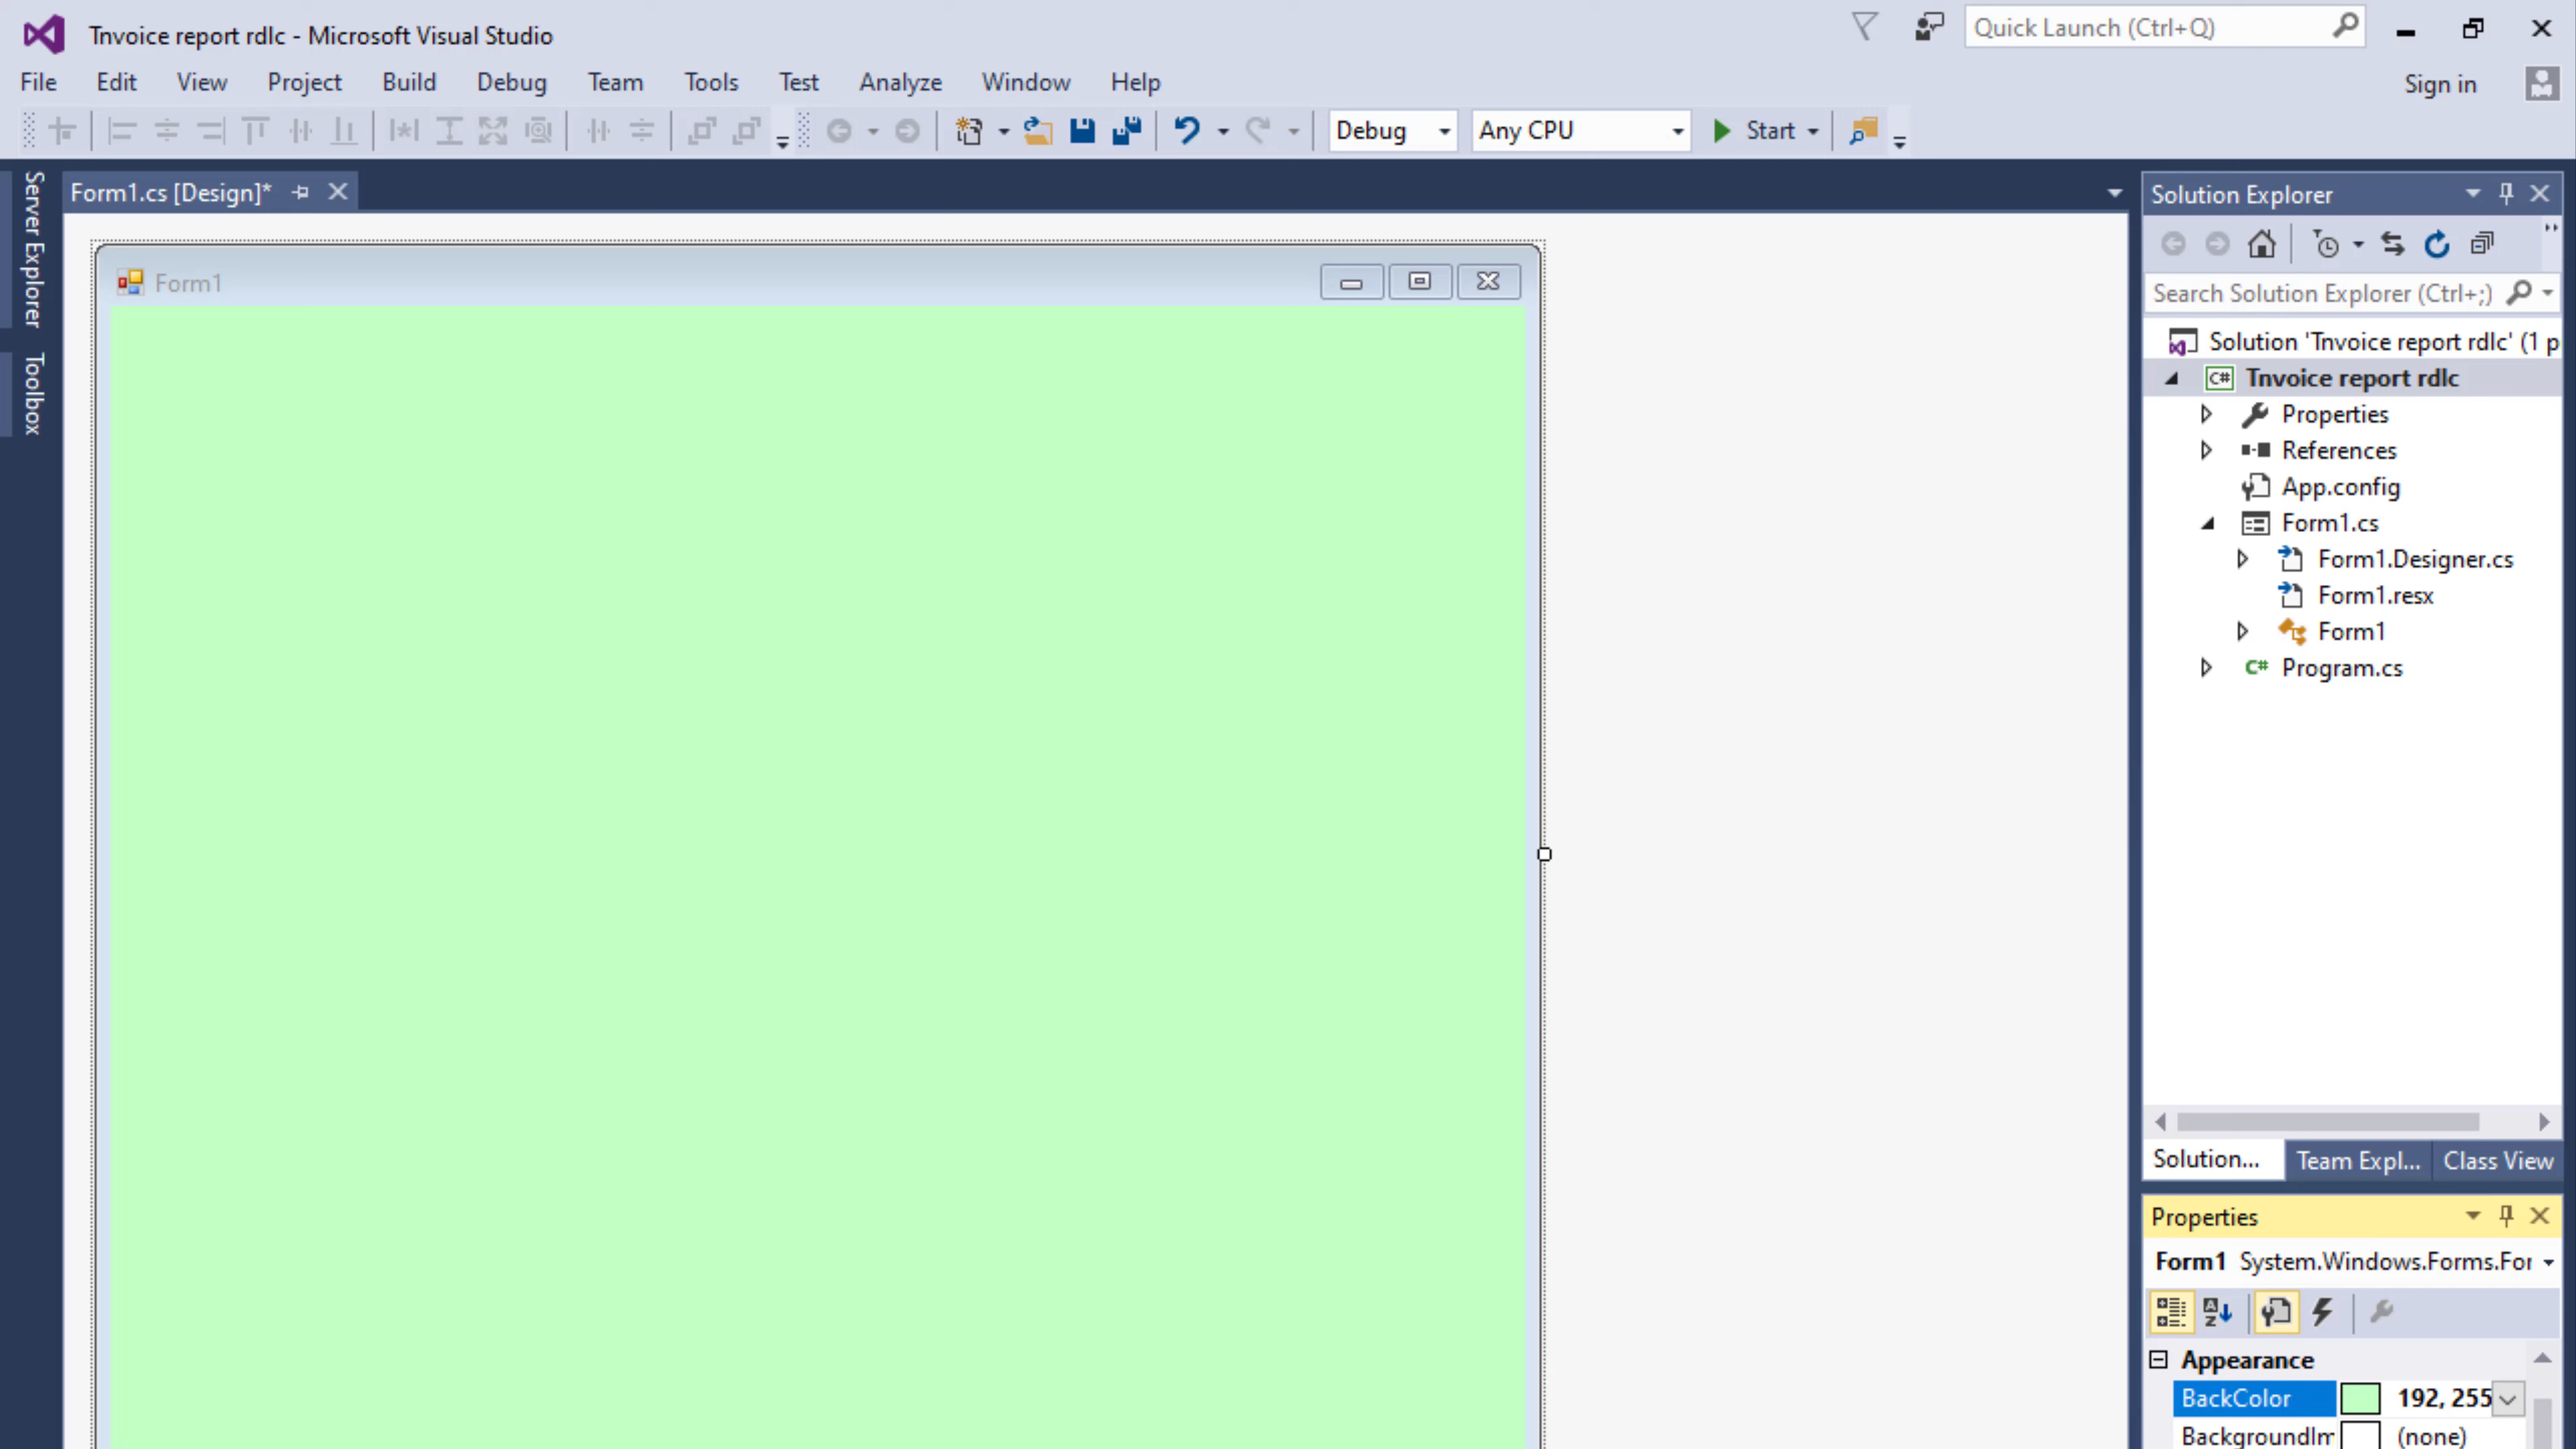 Tnvoice report rdlc - Microsoft Visual Studio
Quick Launch (Ctrl+Q)
File Edit View Project Build Debug Team Tools Test Analyze Window Help
Sign in
Debug Any CPU Start
Server Explorer
Toolbox
Form1.cs [Design]*
Form1
Solution Explorer
Search Solution Explorer (Ctrl+;)
Solution 'Tnvoice report rdlc' (1 p
C# Tnvoice report rdlc
Properties
References
App.config
Form1.cs
Form1.Designer.cs
Form1.resx
Form1
C# Program.cs
Solution... Team Expl... Class View
Properties
Form1 System.Windows.Forms.For
Appearance
BackColor 192, 255
BackgroundIm (none)